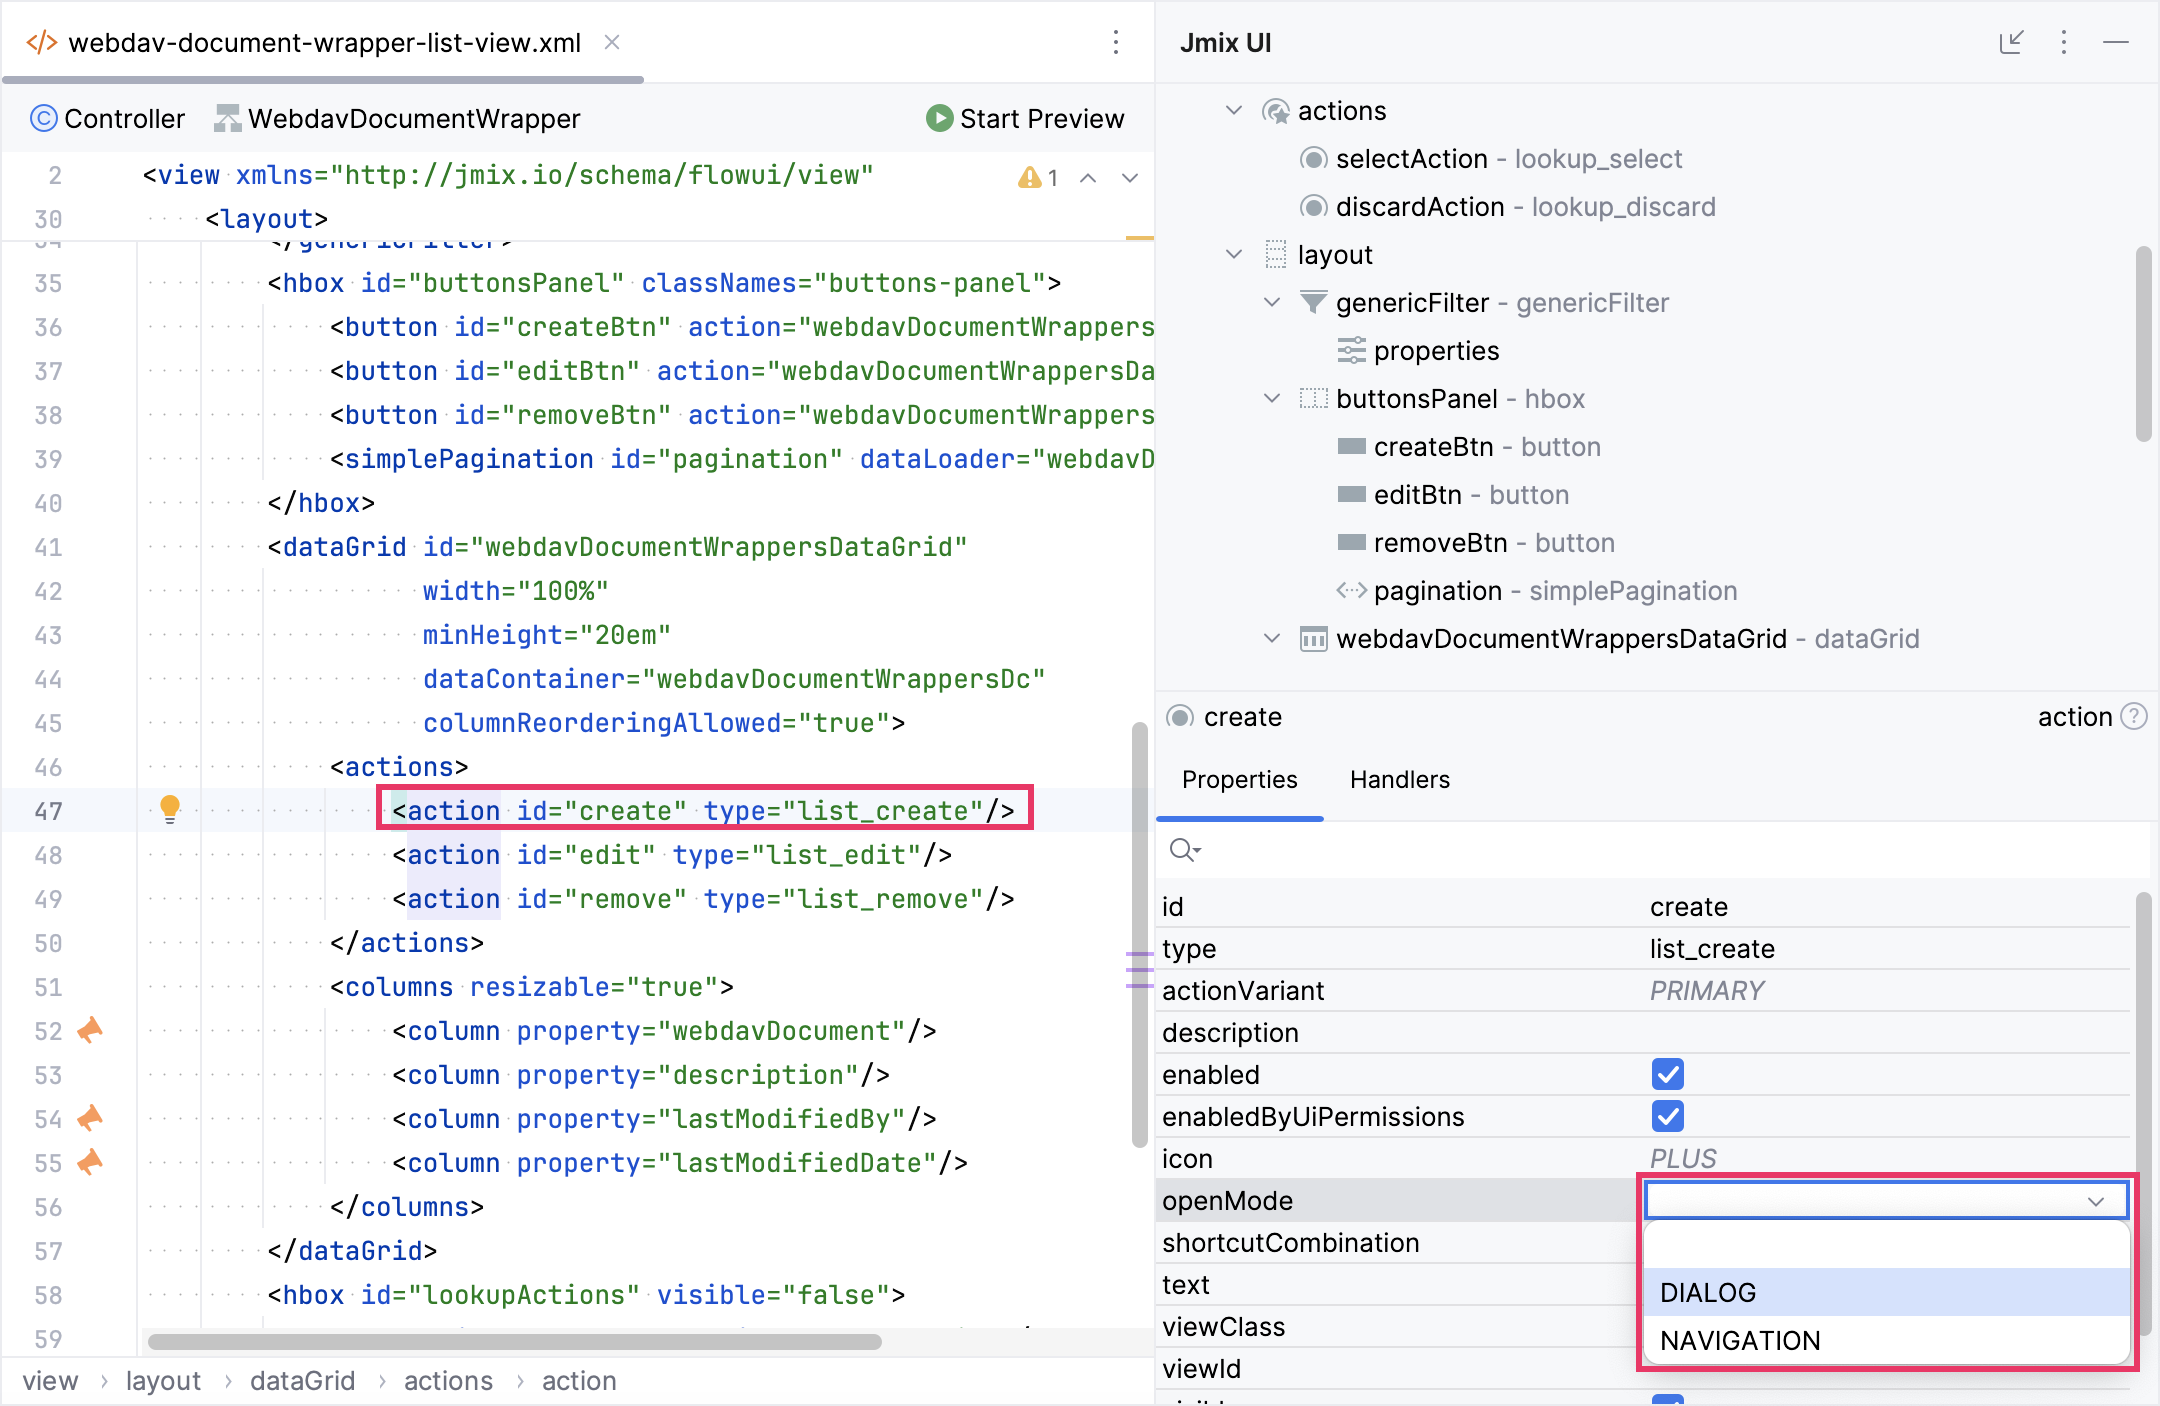 webdav-document-wrapper-list-view.xml
Controller WebdavDocumentWrapper Start Preview
2 <view xmlns="http://jmix.io/schema/flowui/view" 1
30 <layout>
34 </genericFilter>
35 <hbox id="buttonsPanel" classNames="buttons-panel">
36 <button id="createBtn" action="webdavDocumentWrappers
37 <button id="editBtn" action="webdavDocumentWrappersDa
38 <button id="removeBtn" action="webdavDocumentWrappers
39 <simplePagination id="pagination" dataLoader="webdavD
40 </hbox>
41 <dataGrid id="webdavDocumentWrappersDataGrid"
42 width="100%"
43 minHeight="20em"
44 dataContainer="webdavDocumentWrappersDc"
45 columnReorderingAllowed="true">
46 <actions>
47 <action id="create" type="list_create"/>
48 <action id="edit" type="list_edit"/>
49 <action id="remove" type="list_remove"/>
50 </actions>
51 <columns resizable="true">
52 <column property="webdavDocument"/>
53 <column property="description"/>
54 <column property="lastModifiedBy"/>
55 <column property="lastModifiedDate"/>
56 </columns>
57 </dataGrid>
58 <hbox id="lookupActions" visible="false">
59
view › layout › dataGrid › actions › action
Jmix UI
actions
selectAction - lookup_select
discardAction - lookup_discard
layout
genericFilter - genericFilter
properties
buttonsPanel - hbox
createBtn - button
editBtn - button
removeBtn - button
pagination - simplePagination
webdavDocumentWrappersDataGrid - dataGrid
create action ?
Properties Handlers
id create
type list_create
actionVariant PRIMARY
description
enabled
enabledByUiPermissions
icon PLUS
openMode
shortcutCombination
text DIALOG
viewClass NAVIGATION
viewId